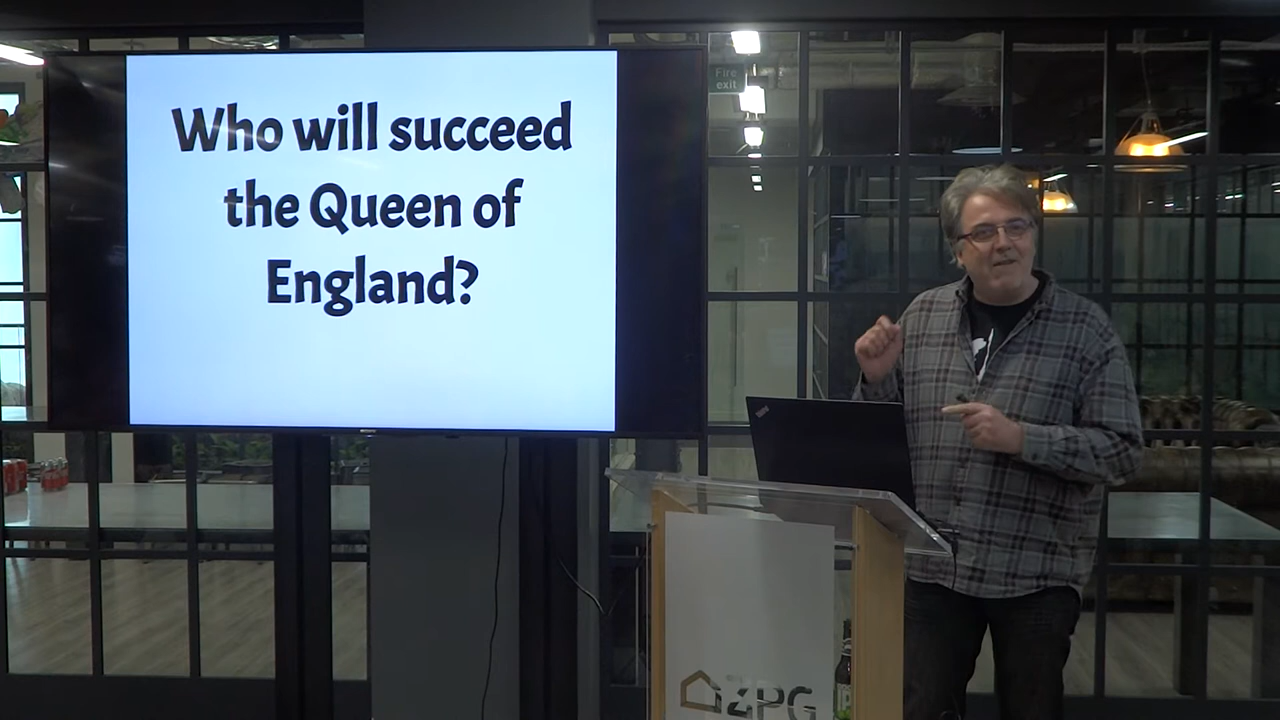 Who will succeed
the Queen of
England?
Fire
exit
ZPG